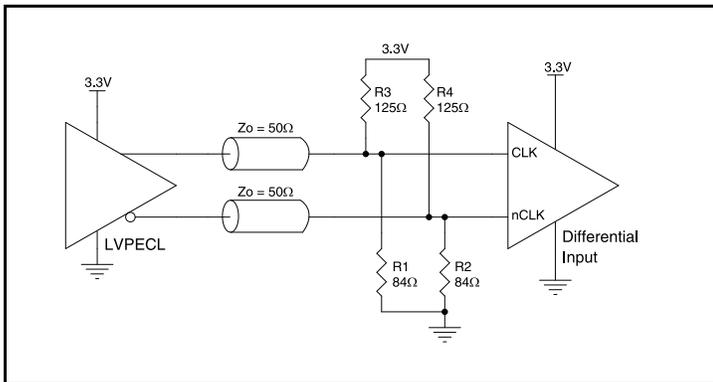 3.3V
3.3V
3.3V
R3
125Ω
R4
125Ω
Zo = 50Ω
CLK
Zo = 50Ω
nCLK
LVPECL
Differential
Input
R1
84Ω
R2
84Ω